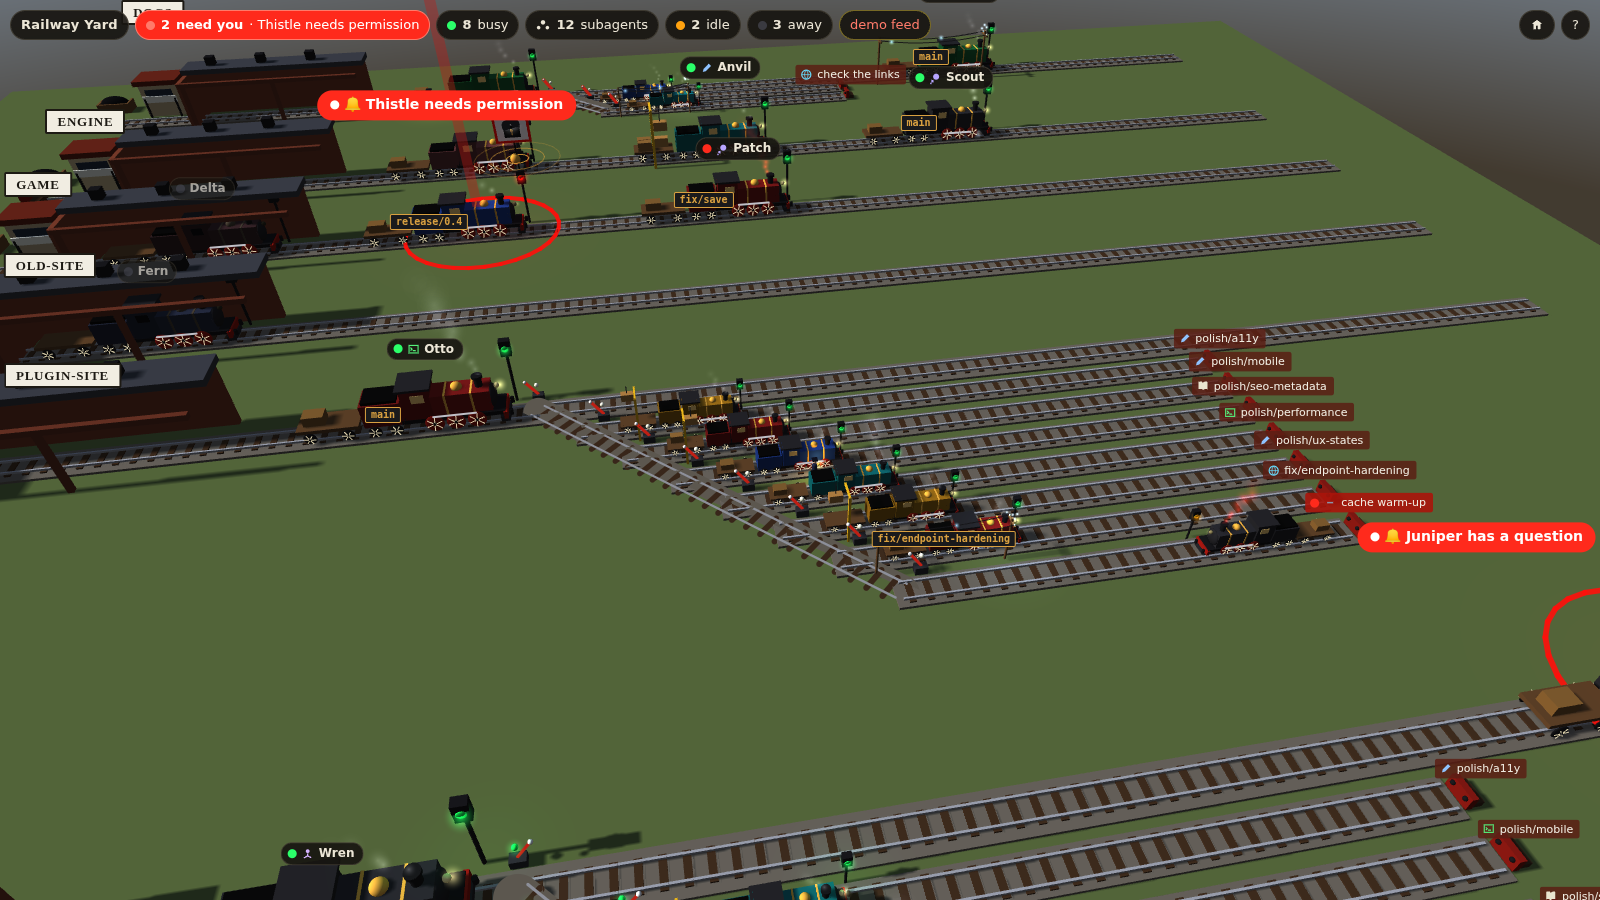 Railway Yard
2 need you · Thistle needs permission
8 busy
12 subagents
2 idle
3 away
demo feed
?
main
Anvil
check the links
Scout
Thistle needs permission
ENGINE
main
Patch
GAME
Delta
fix/save
release/0.4
OLD-SITE
Fern
polish/a11y
Otto
polish/mobile
PLUGIN-SITE
polish/seo-metadata
main
polish/performance
polish/ux-states
fix/endpoint-hardening
cache warm-up
Juniper has a question
fix/endpoint-hardening
polish/a11y
polish/mobile
Wren